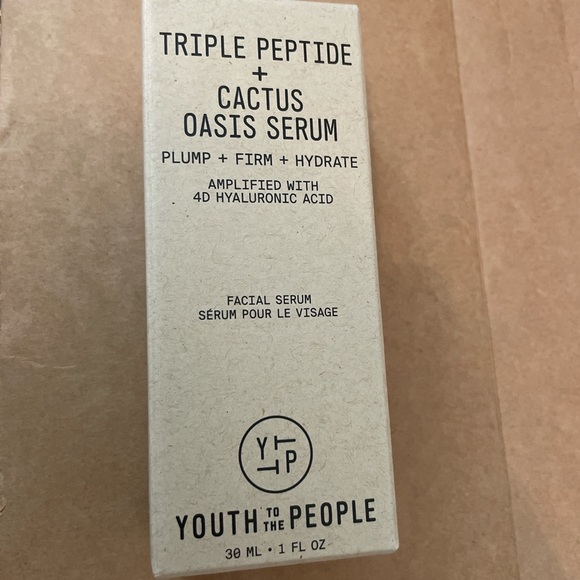 TRIPLE PEPTIDE
+
CACTUS
OASIS SERUM
PLUMP + FIRM + HYDRATE
AMPLIFIED WITH
4D HYALURONIC ACID
FACIAL SERUM
SÉRUM POUR LE VISAGE
YTTP
YOUTH TO THE PEOPLE
30 ML • 1 FL OZ